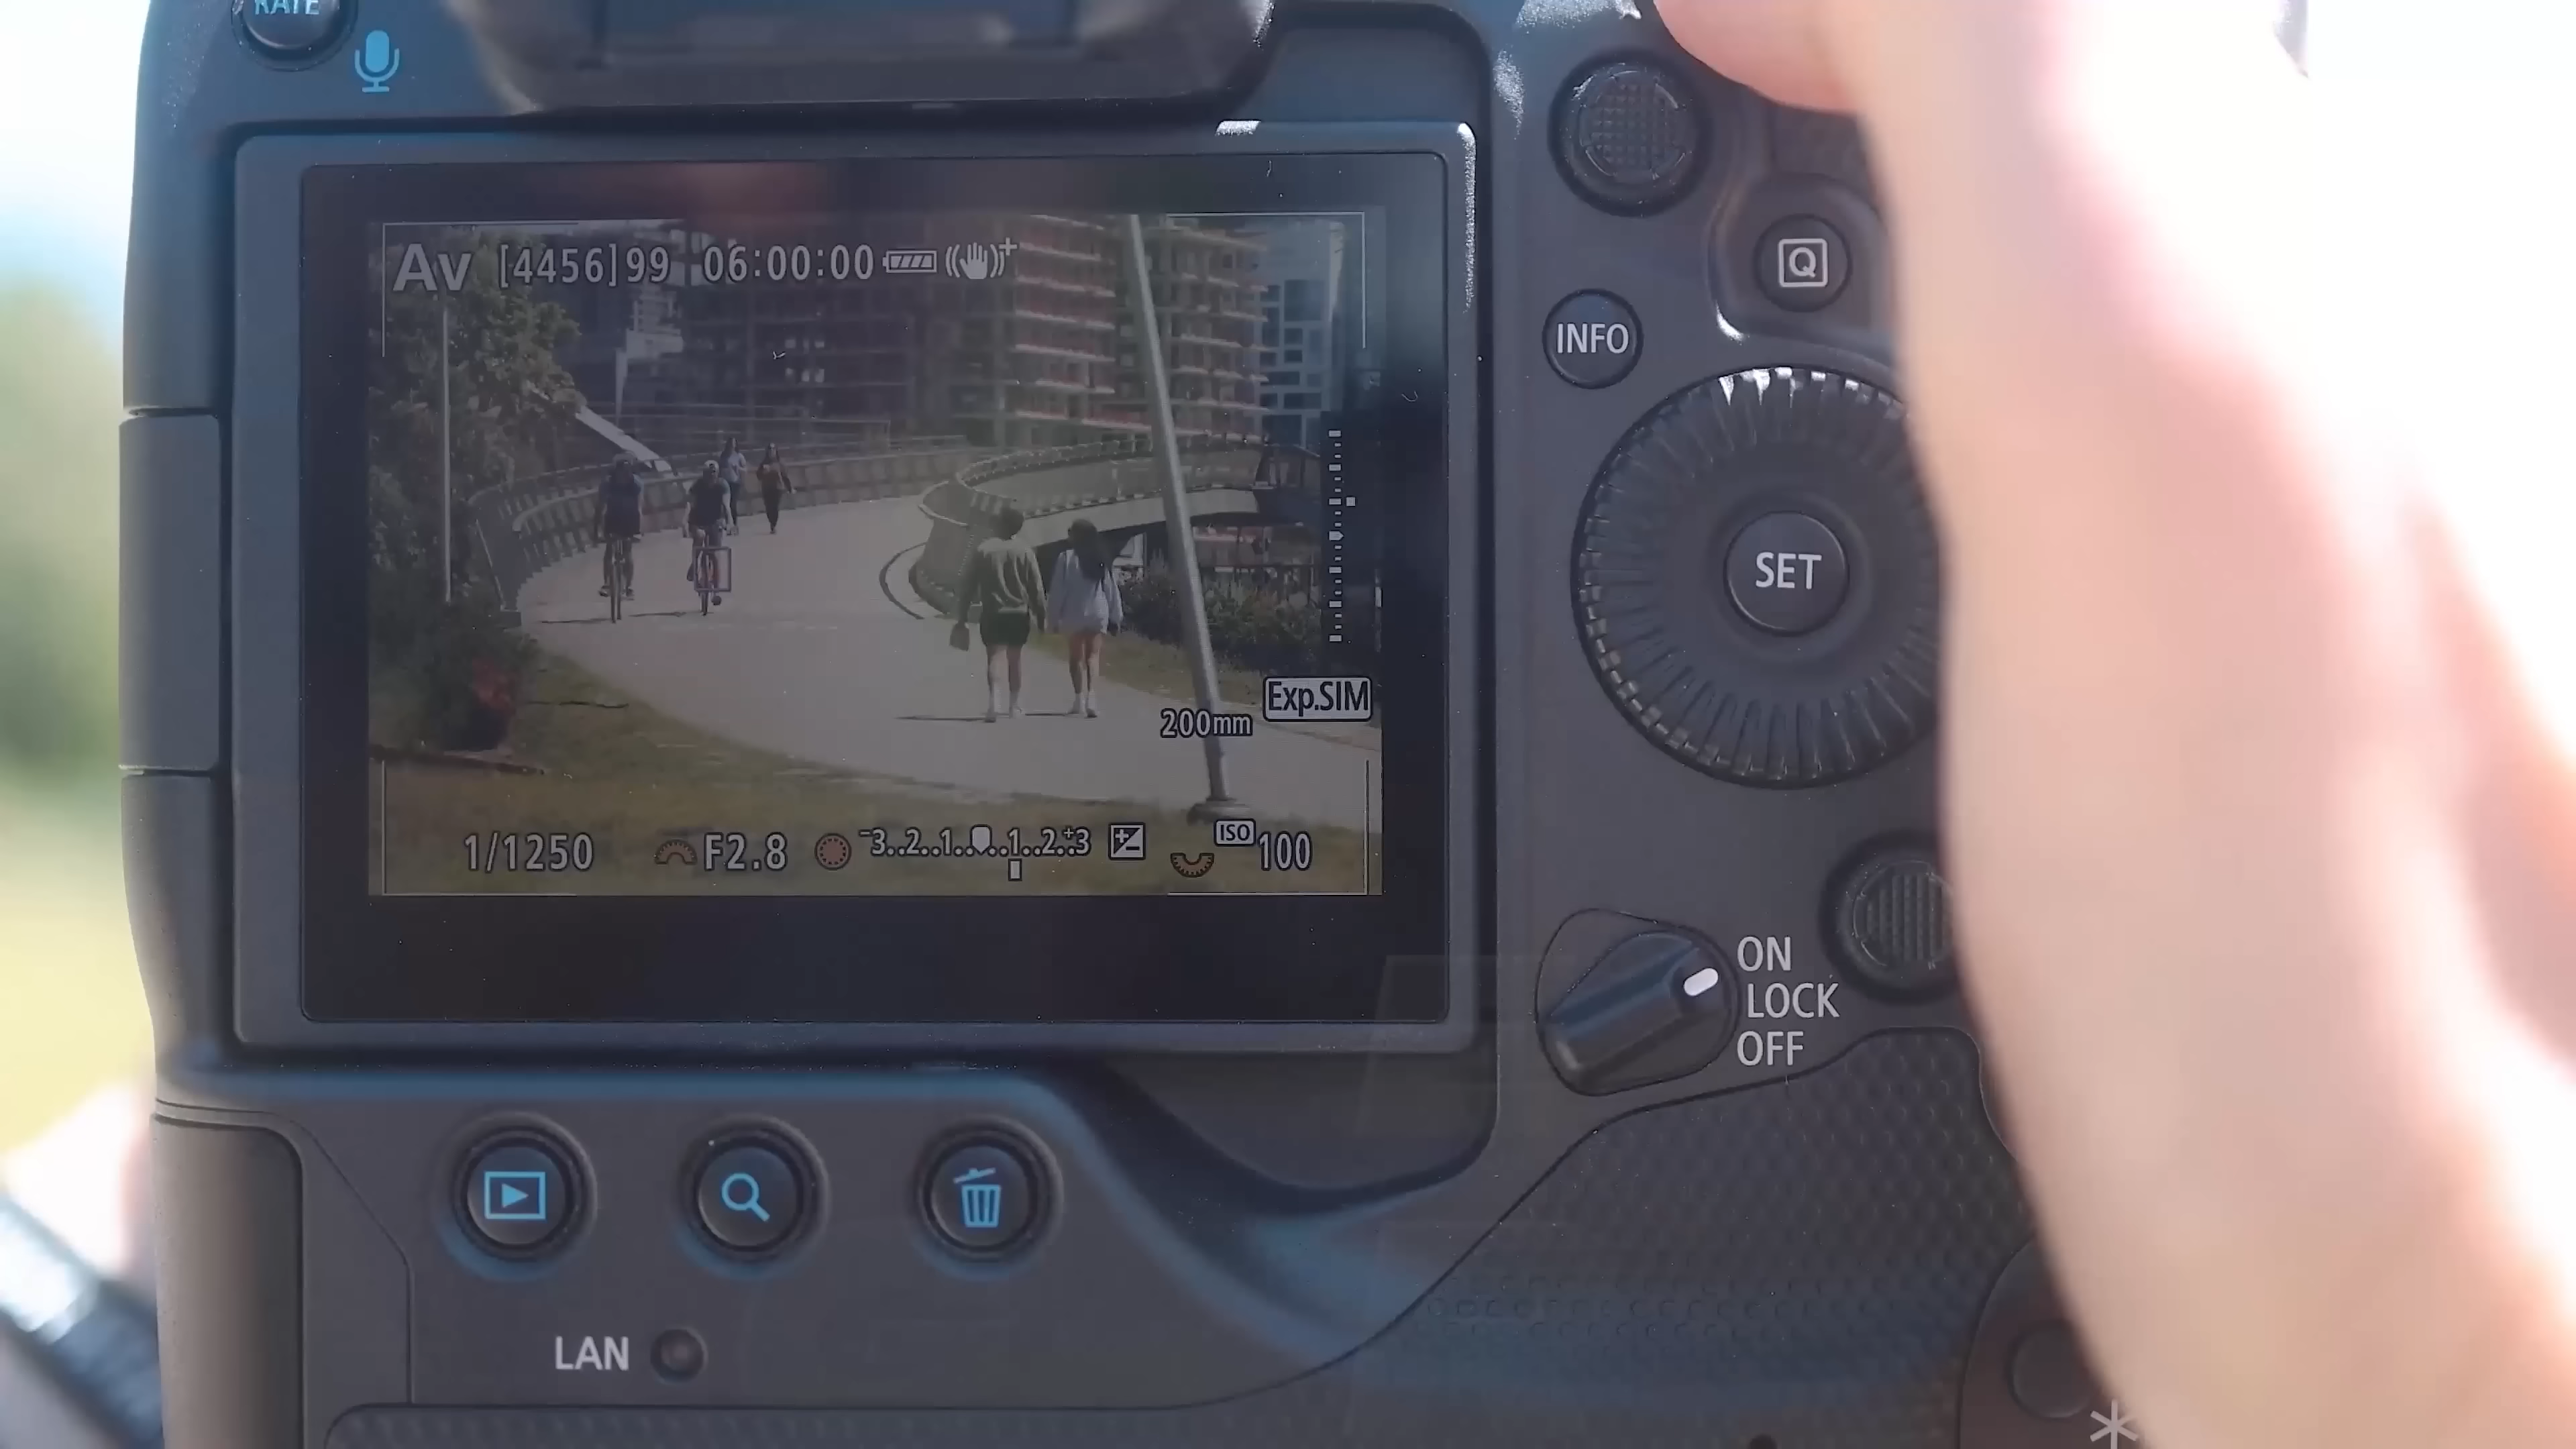 RATE
Av [4456]99 06:00:00
Q
INFO
SET
Exp.SIM
200mm
1/1250 F2.8 -3..2..1....1..2..+3 ISO 100
ON
LOCK
OFF
LAN